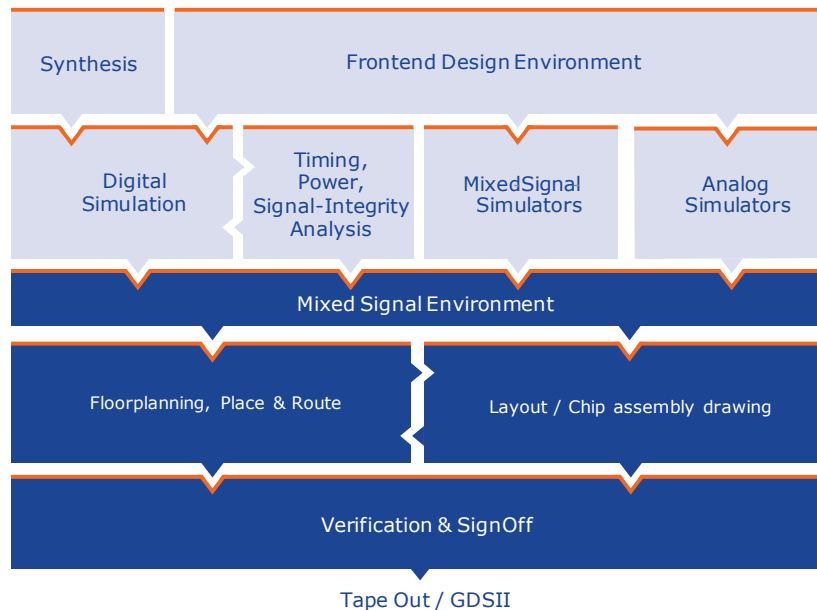 Synthesis
Frontend Design Environment
Digital
Simulation
Timing,
Power,
Signal-Integrity
Analysis
MixedSignal
Simulators
Analog
Simulators
Mixed Signal Environment
Floorplanning, Place & Route
Layout / Chip assembly drawing
Verification & SignOff
Tape Out / GDSII